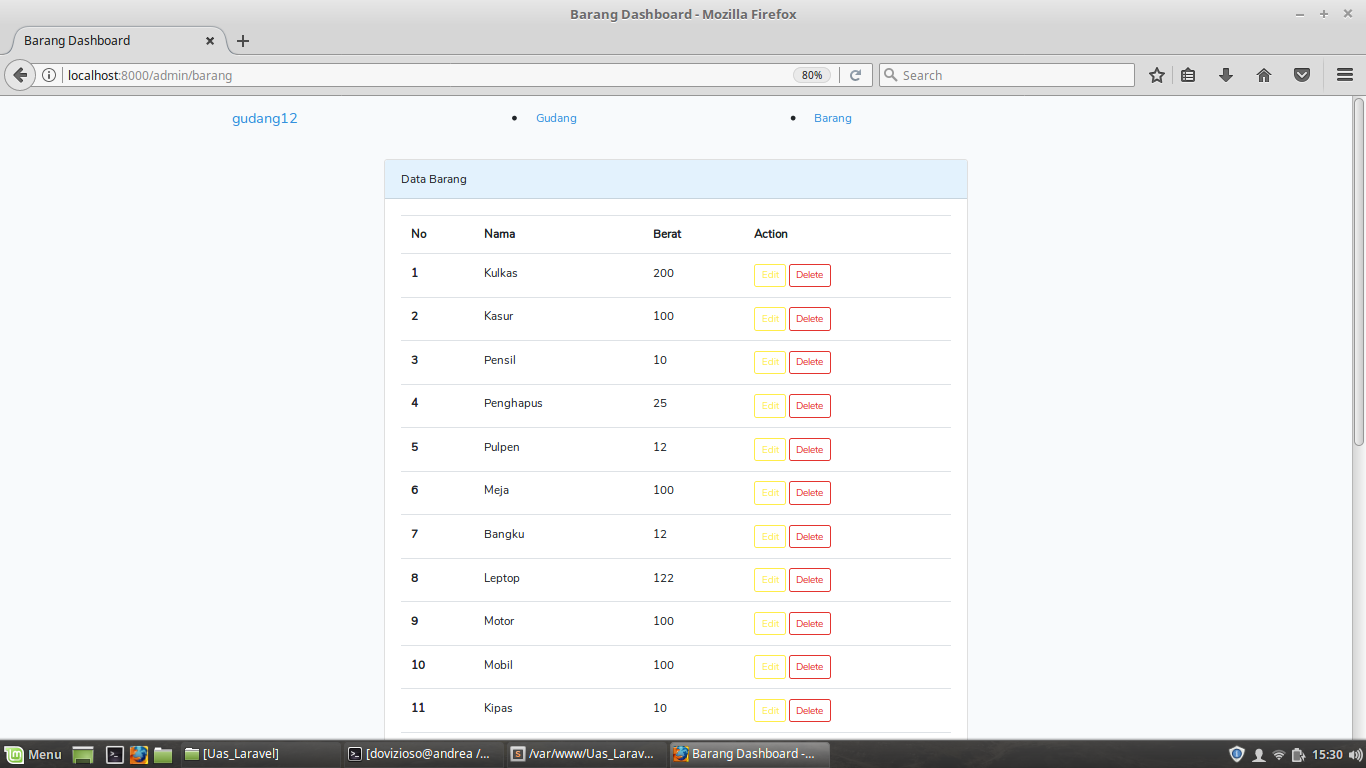 Barang Dashboard - Mozilla Firefox
Barang Dashboard
localhost:8000/admin/barang
80%
Search
gudang12
Gudang
Barang
Data Barang
No Nama Berat Action
1 Kulkas 200 Edit Delete
2 Kasur 100 Edit Delete
3 Pensil 10 Edit Delete
4 Penghapus 25 Edit Delete
5 Pulpen 12 Edit Delete
6 Meja 100 Edit Delete
7 Bangku 12 Edit Delete
8 Leptop 122 Edit Delete
9 Motor 100 Edit Delete
10 Mobil 100 Edit Delete
11 Kipas 10 Edit Delete
Menu [Uas_Laravel] [dovizioso@andrea /... /var/www/Uas_Larav... Barang Dashboard -... 15:30